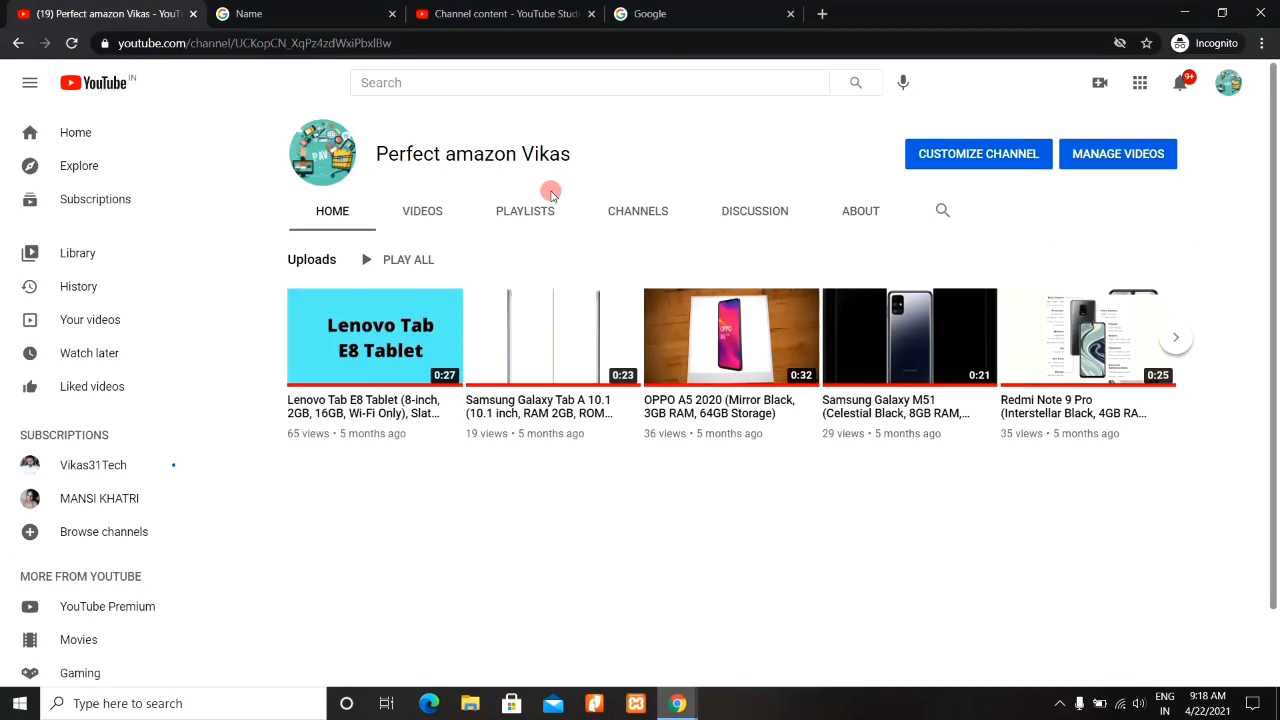 (19) Perfect amazon Vikas - YouT
Name
Channel content - YouTube Stud
Google
youtube.com/channel/UCKopCN_XqPz4zdWxiPbxlBw
Incognito
YouTube IN
Search
9+
Home
Explore
Subscriptions
Library
History
Your videos
Watch later
Liked videos
SUBSCRIPTIONS
Vikas31Tech
MANSI KHATRI
Browse channels
MORE FROM YOUTUBE
YouTube Premium
Movies
Gaming
PAV
Perfect amazon Vikas
CUSTOMIZE CHANNEL
MANAGE VIDEOS
HOME VIDEOS PLAYLISTS CHANNELS DISCUSSION ABOUT
Uploads PLAY ALL
Lenovo Tab
E8 Tablet
0:27
Lenovo Tab E8 Tablet (8-inch,
2GB, 16GB, Wi-Fi Only), Slat...
65 views • 5 months ago
0:23
Samsung Galaxy Tab A 10.1
(10.1 inch, RAM 2GB, ROM...
19 views • 5 months ago
0:32
OPPO A5 2020 (Mirror Black,
3GB RAM, 64GB Storage)
36 views • 5 months ago
0:21
Samsung Galaxy M51
(Celestial Black, 8GB RAM,...
29 views • 5 months ago
0:25
Redmi Note 9 Pro
(Interstellar Black, 4GB RA...
35 views • 5 months ago
Type here to search
ENG
IN
9:18 AM
4/22/2021